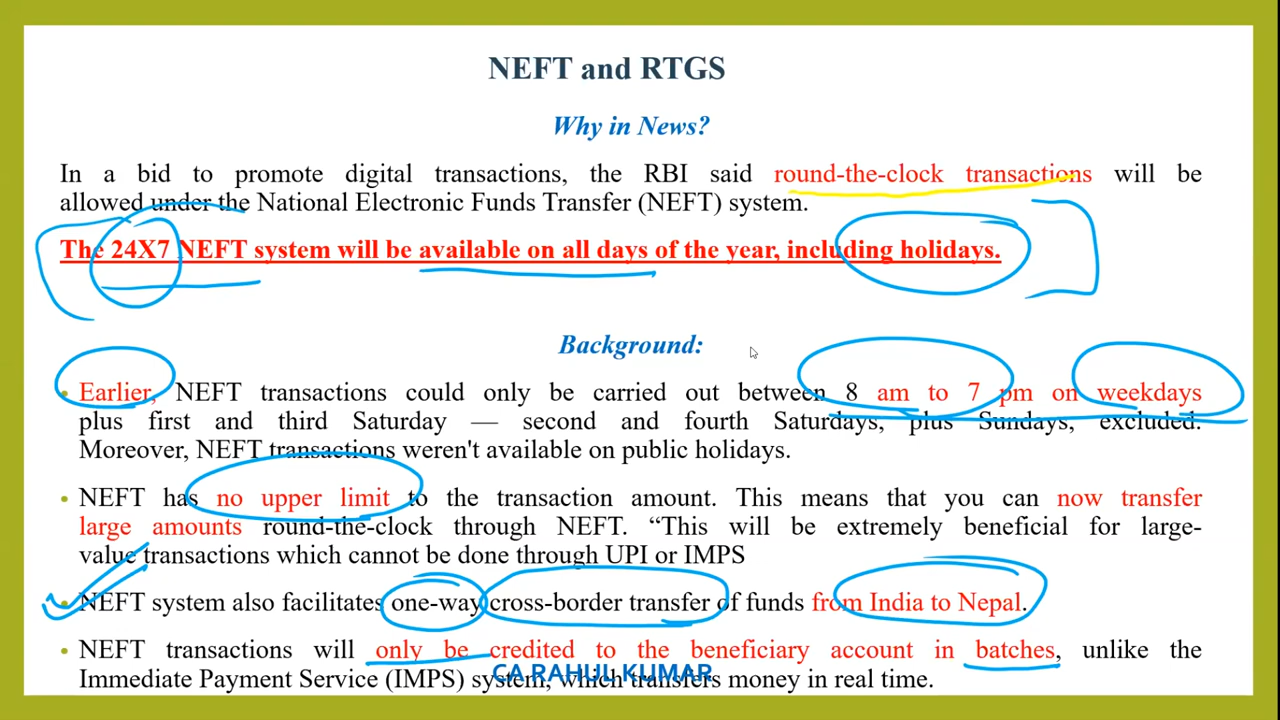 NEFT and RTGS
Why in News?
In a bid to promote digital transactions, the RBI said round-the-clock transactions will be
allowed under the National Electronic Funds Transfer (NEFT) system.
The 24X7 NEFT system will be available on all days of the year, including holidays.
Background:
• Earlier, NEFT transactions could only be carried out between 8 am to 7 pm on weekdays
plus first and third Saturday — second and fourth Saturdays, plus Sundays, excluded.
Moreover, NEFT transactions weren't available on public holidays.
• NEFT has no upper limit to the transaction amount. This means that you can now transfer
large amounts round-the-clock through NEFT. “This will be extremely beneficial for large-
value transactions which cannot be done through UPI or IMPS
• NEFT system also facilitates one-way cross-border transfer of funds from India to Nepal.
• NEFT transactions will only be credited to the beneficiary account in batches, unlike the
Immediate Payment Service (IMPS) system, which transfers money in real time.
CA RAHUL KUMAR